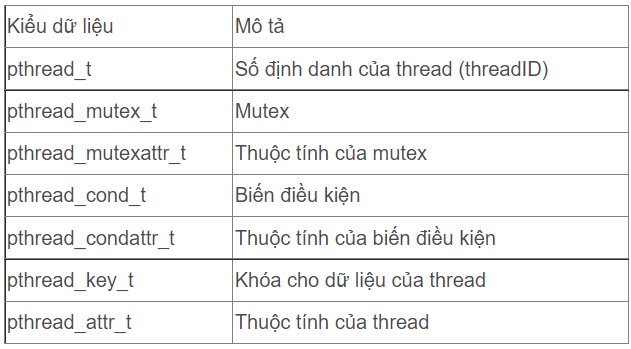 Kiểu dữ liệu Mô tả
pthread_t Số định danh của thread (threadID)
pthread_mutex_t Mutex
pthread_mutexattr_t Thuộc tính của mutex
pthread_cond_t Biến điều kiện
pthread_condattr_t Thuộc tính của biến điều kiện
pthread_key_t Khóa cho dữ liệu của thread
pthread_attr_t Thuộc tính của thread